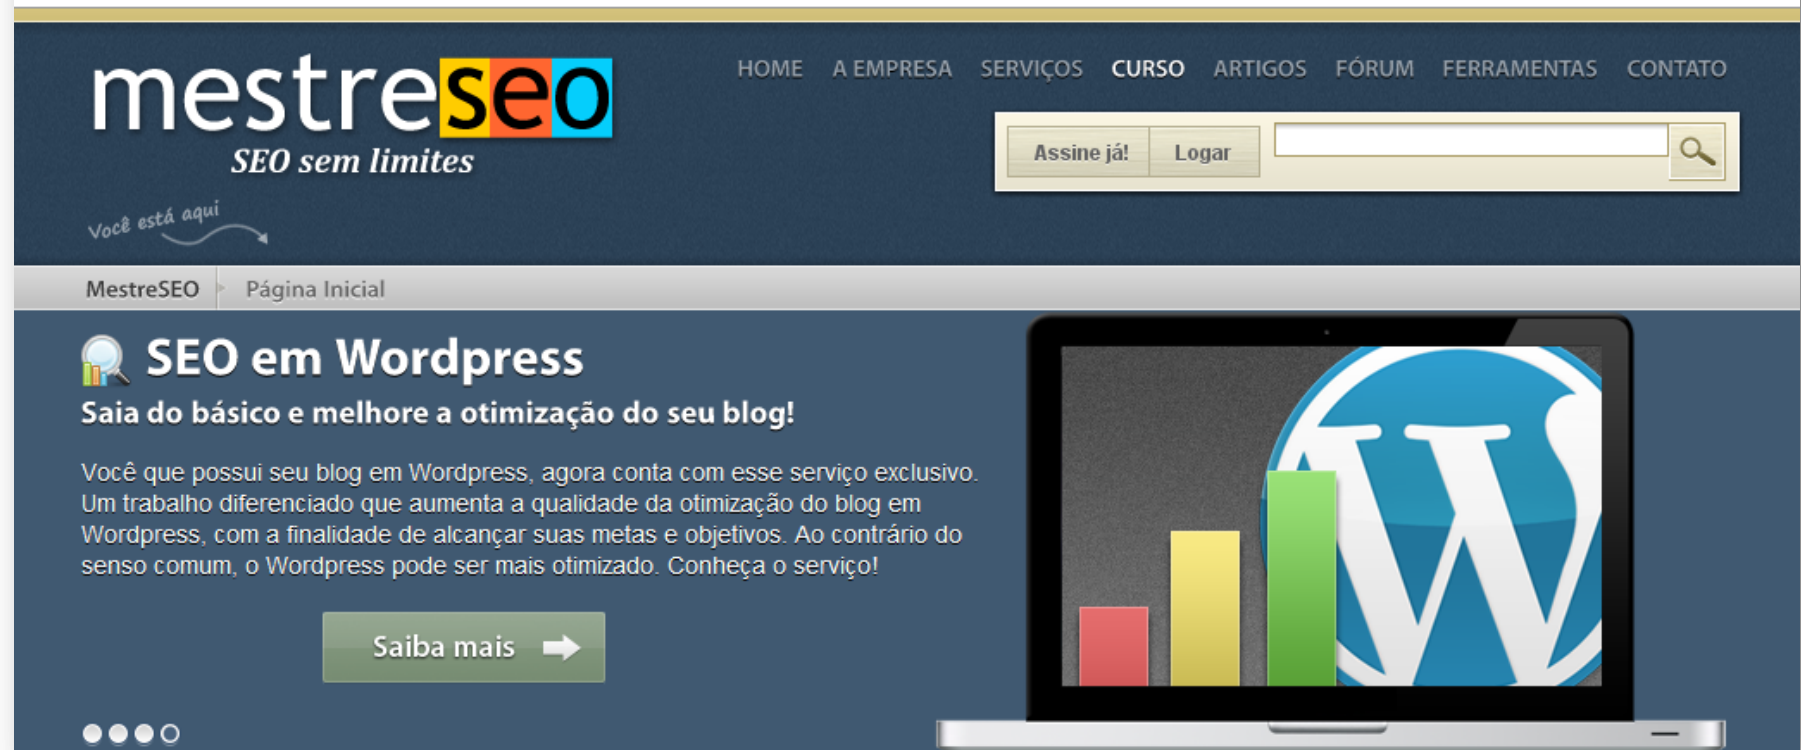 mestreseo
SEO sem limites
HOME A EMPRESA SERVIÇOS CURSO ARTIGOS FÓRUM FERRAMENTAS CONTATO
Assine já! Logar
Você está aqui
MestreSEO Página Inicial
SEO em Wordpress
Saia do básico e melhore a otimização do seu blog!
Você que possui seu blog em Wordpress, agora conta com esse serviço exclusivo.
Um trabalho diferenciado que aumenta a qualidade da otimização do blog em
Wordpress, com a finalidade de alcançar suas metas e objetivos. Ao contrário do
senso comum, o Wordpress pode ser mais otimizado. Conheça o serviço!
Saiba mais
W